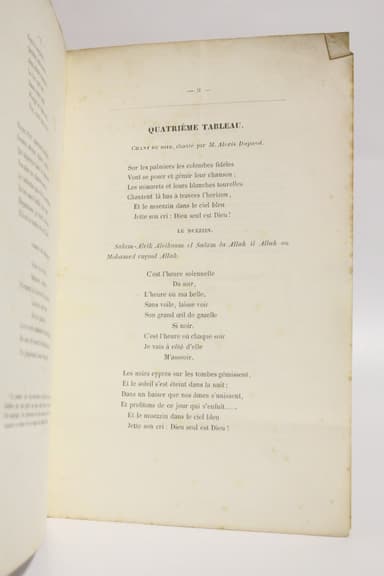 — 9 —
QUATRIÈME TABLEAU.
CHANT DU SOIR, chanté par M. Alexis Dupond.
Sur les palmiers les colombes fidèles
Vont se poser et gémir leur chanson ;
Les minarets et leurs blanches tourelles
Chantent là bas à travers l'horizon,
Et le muezzin dans le ciel bleu
Jette son cri : Dieu seul est Dieu !
LE MUEZZIN.
Salam-Aleik Aleikoum el Salam la Allah il Allah ou
Mohamed raçoul Allah.
C'est l'heure solennelle
Du soir,
L'heure ou ma belle,
Sans voile, laisse voir
Son grand œil de gazelle
Si noir.
C'est l'heure ou chaque soir
Je vais à côté d'elle
M'asseoir.
Les noirs cyprès sur les tombes gémissent,
Et le soleil s'est éteint dans la nuit ;
Dans un baiser que nos âmes s'unissent,
Et profitons de ce jour qui s'enfuit....,
Et le muezzin dans le ciel bleu
Jette son cri : Dieu seul est Dieu !